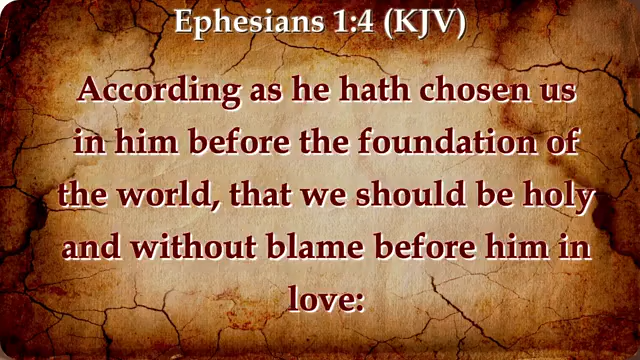 Ephesians 1:4 (KJV)
According as he hath chosen us
in him before the foundation of
the world, that we should be holy
and without blame before him in
love: